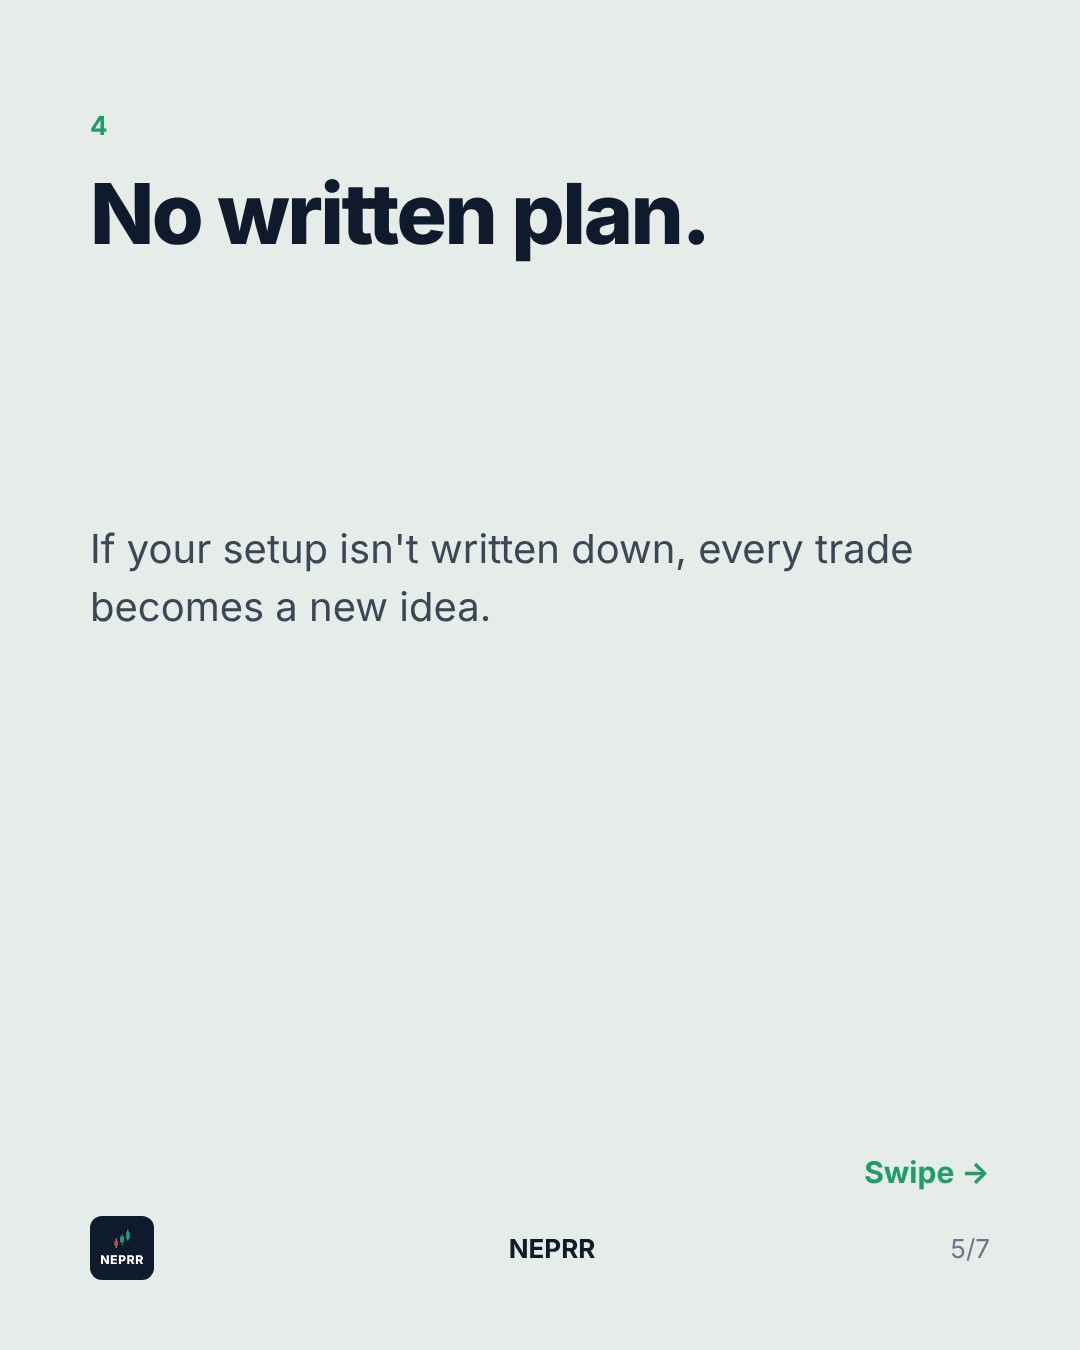 4
No written plan.
If your setup isn't written down, every trade
becomes a new idea.
Swipe →
NEPRR
NEPRR
5/7